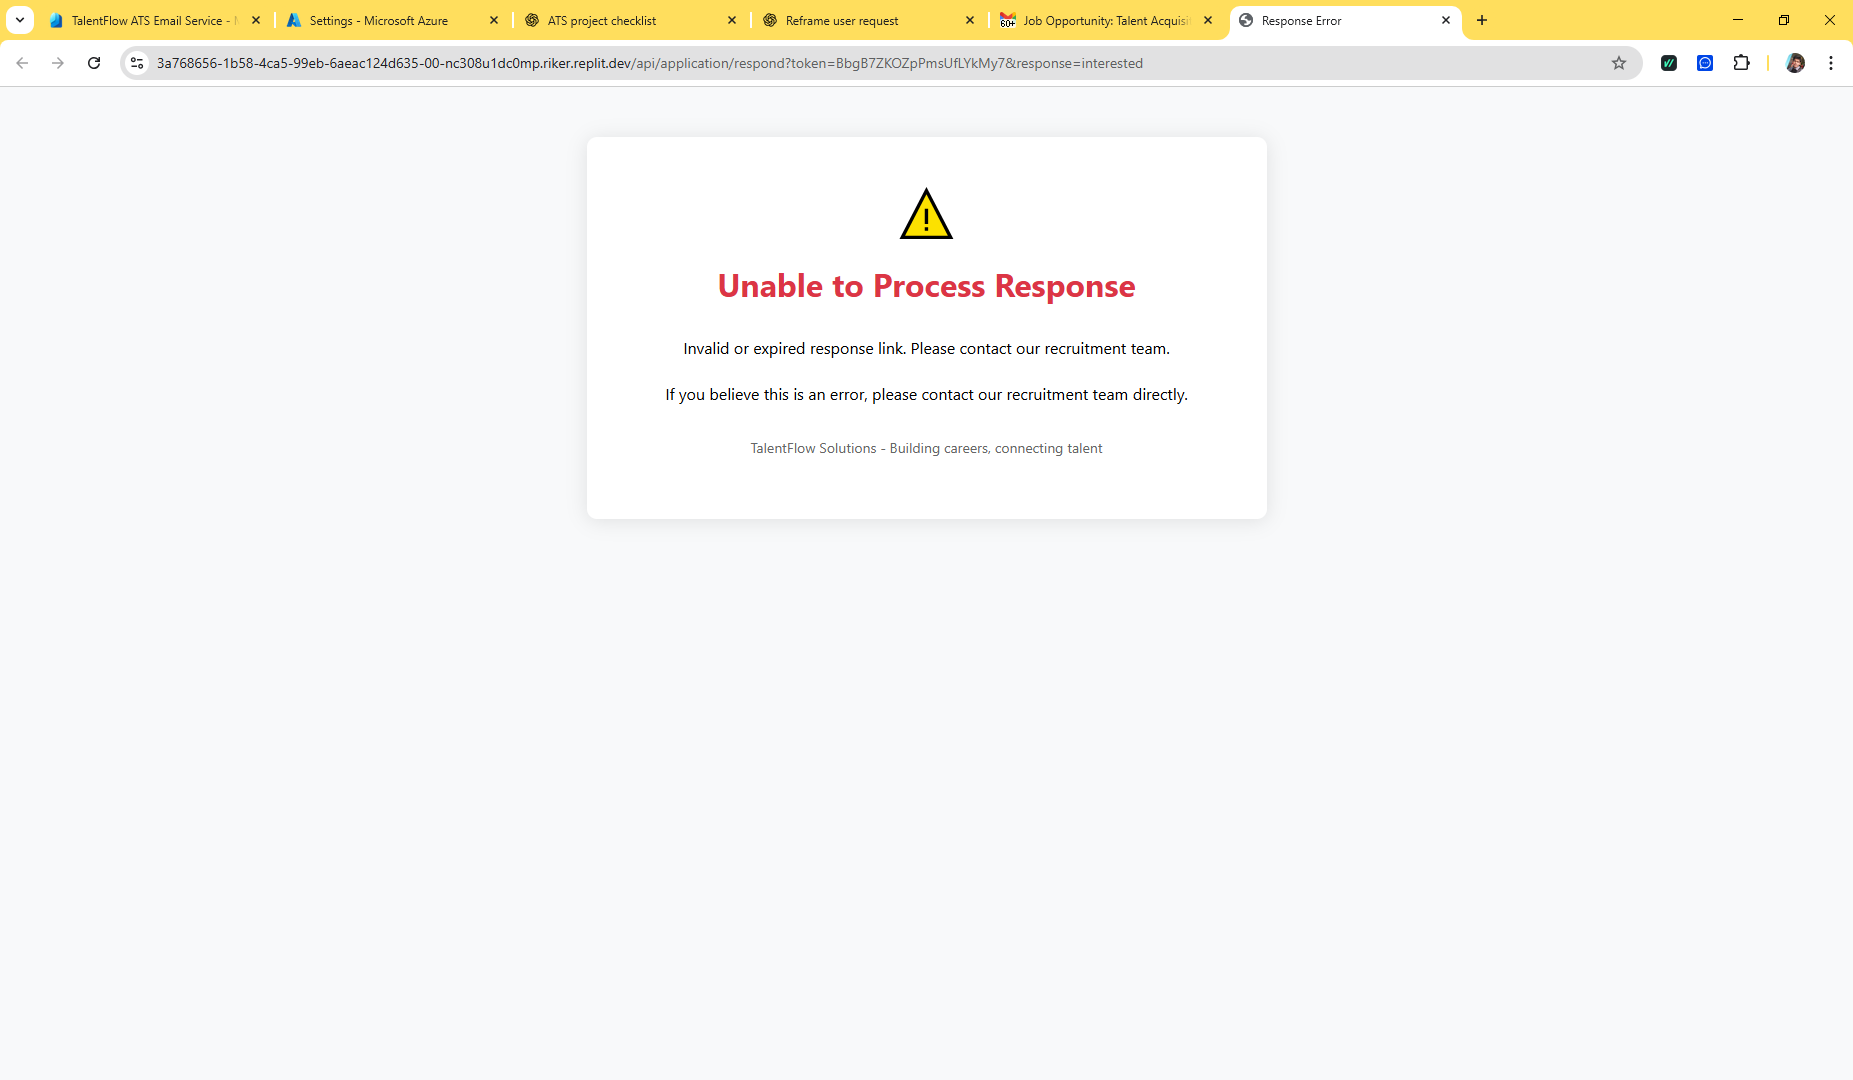 TalentFlow ATS Email Service -
Settings - Microsoft Azure
ATS project checklist
Reframe user request
60+
Job Opportunity: Talent Acquisit
Response Error
3a768656-1b58-4ca5-99eb-6aeac124d635-00-nc308u1dc0mp.riker.replit.dev/api/application/respond?token=BbgB7ZKOZpPmsUfLYkMy7&response=interested
Unable to Process Response
Invalid or expired response link. Please contact our recruitment team.
If you believe this is an error, please contact our recruitment team directly.
TalentFlow Solutions - Building careers, connecting talent